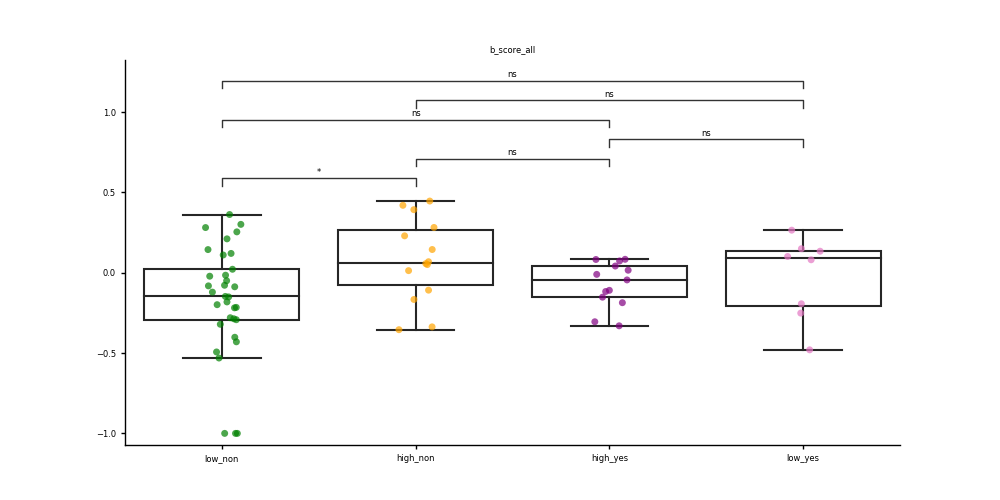 b_score_all
ns
ns
ns
ns
ns
*
1.0
0.5
0.0
−0.5
−1.0
low_non
high_non
high_yes
low_yes